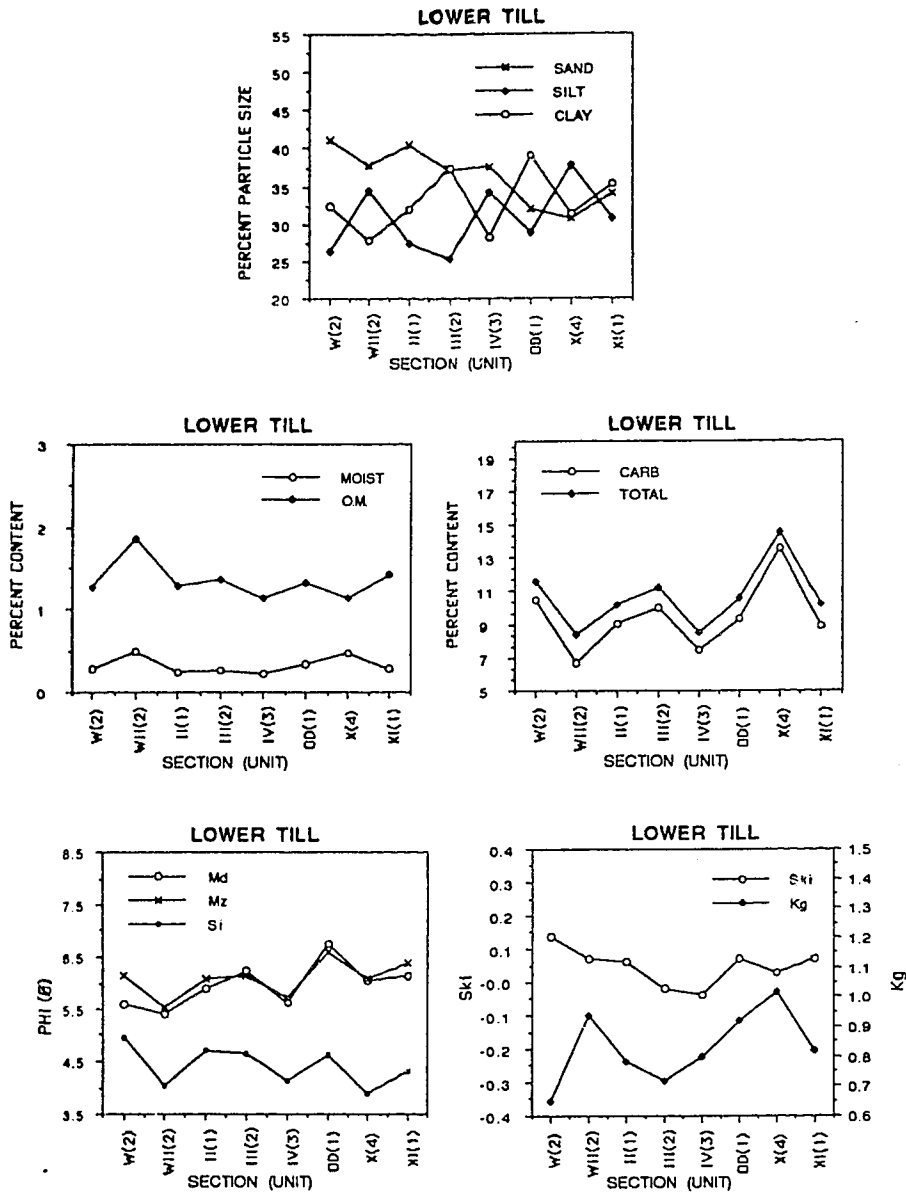 LOWER TILL
55
50
45
40
35
30
25
20
PERCENT PARTICLE SIZE
SAND
SILT
CLAY
W(2)
WII(2)
II(1)
III(2)
IV(3)
OD(1)
X(4)
XI(1)
SECTION (UNIT)
LOWER TILL
3
2
1
0
PERCENT CONTENT
MOIST
O.M.
W(2)
WII(2)
II(1)
III(2)
IV(3)
OD(1)
X(4)
XI(1)
SECTION (UNIT)
LOWER TILL
19
17
15
13
11
9
7
5
PERCENT CONTENT
CARB
TOTAL
W(2)
WII(2)
II(1)
III(2)
IV(3)
OD(1)
X(4)
XI(1)
SECTION (UNIT)
LOWER TILL
8.5
7.5
6.5
5.5
4.5
3.5
PHI (Ø)
Md
Mz
Si
W(2)
WII(2)
II(1)
III(2)
IV(3)
OD(1)
X(4)
XI(1)
SECTION (UNIT)
LOWER TILL
0.4
0.3
0.2
0.1
-0.0
-0.1
-0.2
-0.3
-0.4
SkI
SkI
Kg
1.5
1.4
1.3
1.2
1.1
1.0
0.9
0.8
0.7
0.6
Kg
W(2)
WII(2)
II(1)
III(2)
IV(3)
OD(1)
X(4)
XI(1)
SECTION (UNIT)